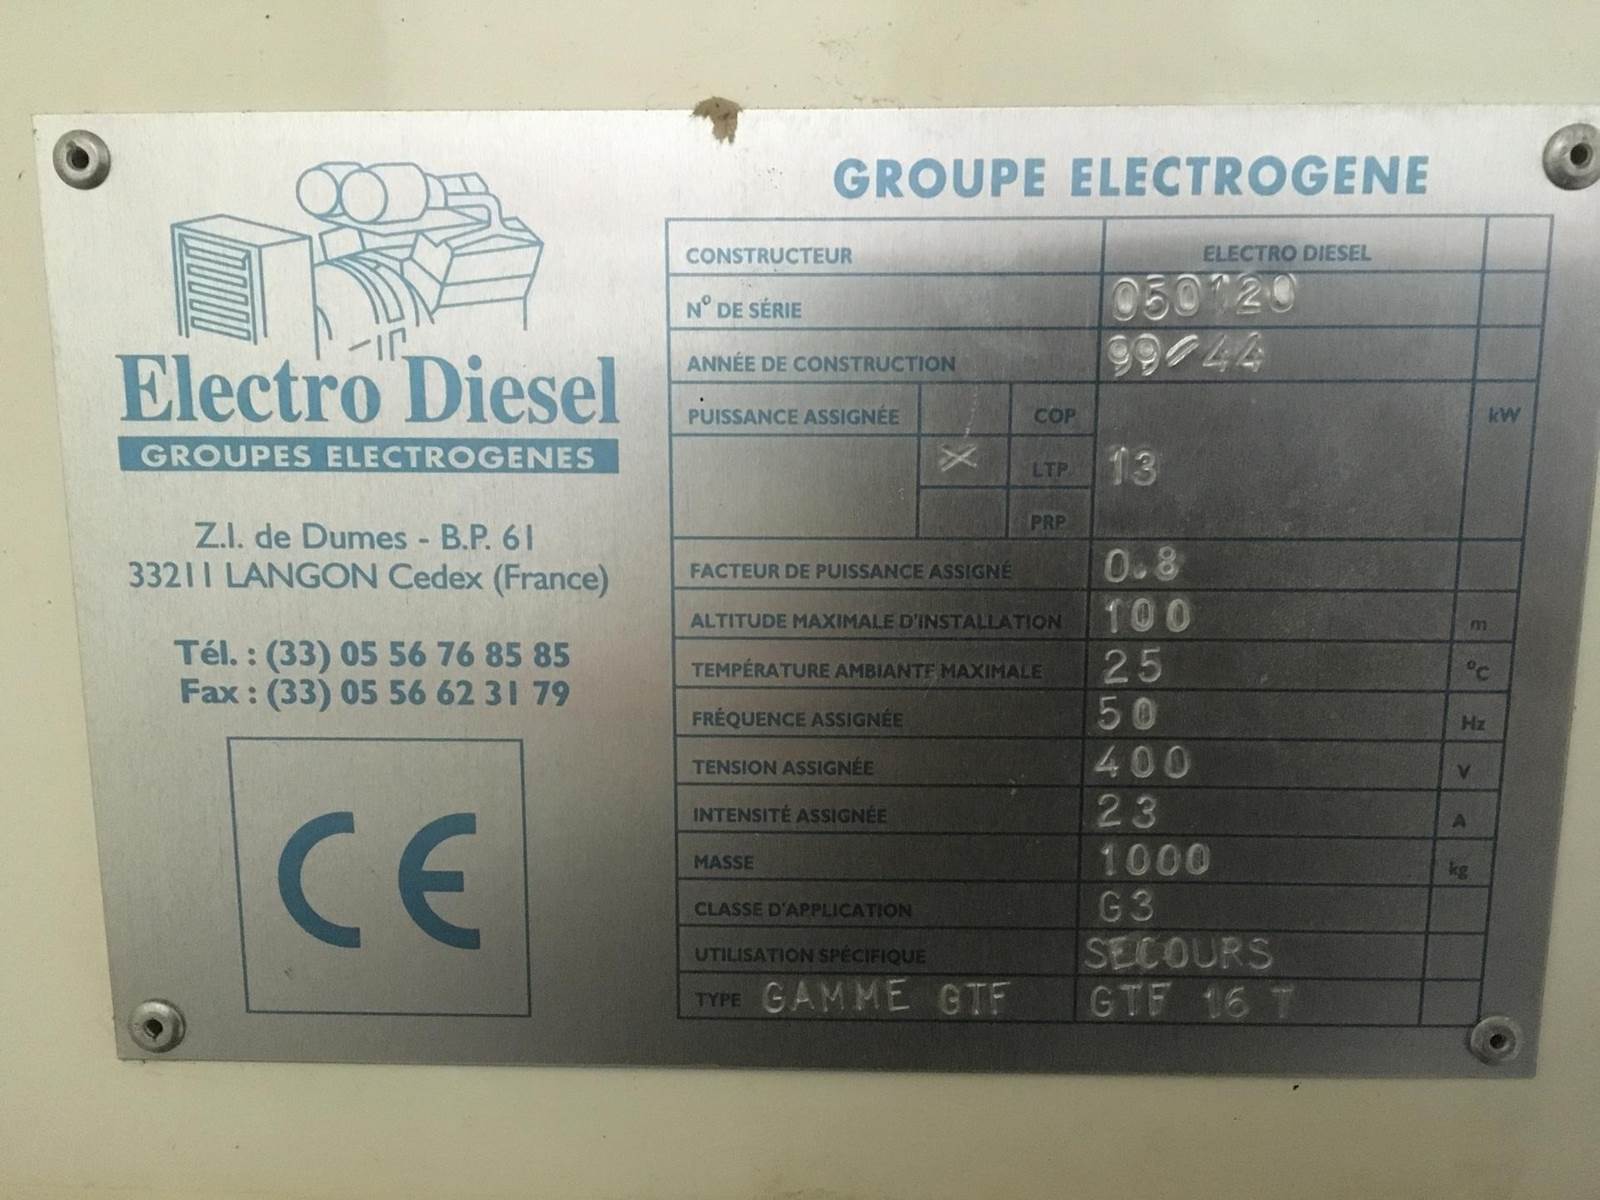 Electro Diesel
GROUPES ELECTROGENES
Z.I. de Dumes - B.P. 61
33211 LANGON Cedex (France)
Tél. : (33) 05 56 76 85 85
Fax : (33) 05 56 62 31 79
CE
GROUPE ELECTROGENE
CONSTRUCTEUR ELECTRO DIESEL
N° DE SÉRIE 050120
ANNÉE DE CONSTRUCTION 99/44
PUISSANCE ASSIGNÉE COP kW
X LTP 13
PRP
FACTEUR DE PUISSANCE ASSIGNÉ 0.8
ALTITUDE MAXIMALE D'INSTALLATION 100 m
TEMPÉRATURE AMBIANTE MAXIMALE 25 °C
FRÉQUENCE ASSIGNÉE 50 Hz
TENSION ASSIGNÉE 400 V
INTENSITÉ ASSIGNÉE 23 A
MASSE 1000 kg
CLASSE D'APPLICATION G3
UTILISATION SPÉCIFIQUE SECOURS
TYPE GAMME GTF GTF 16 T